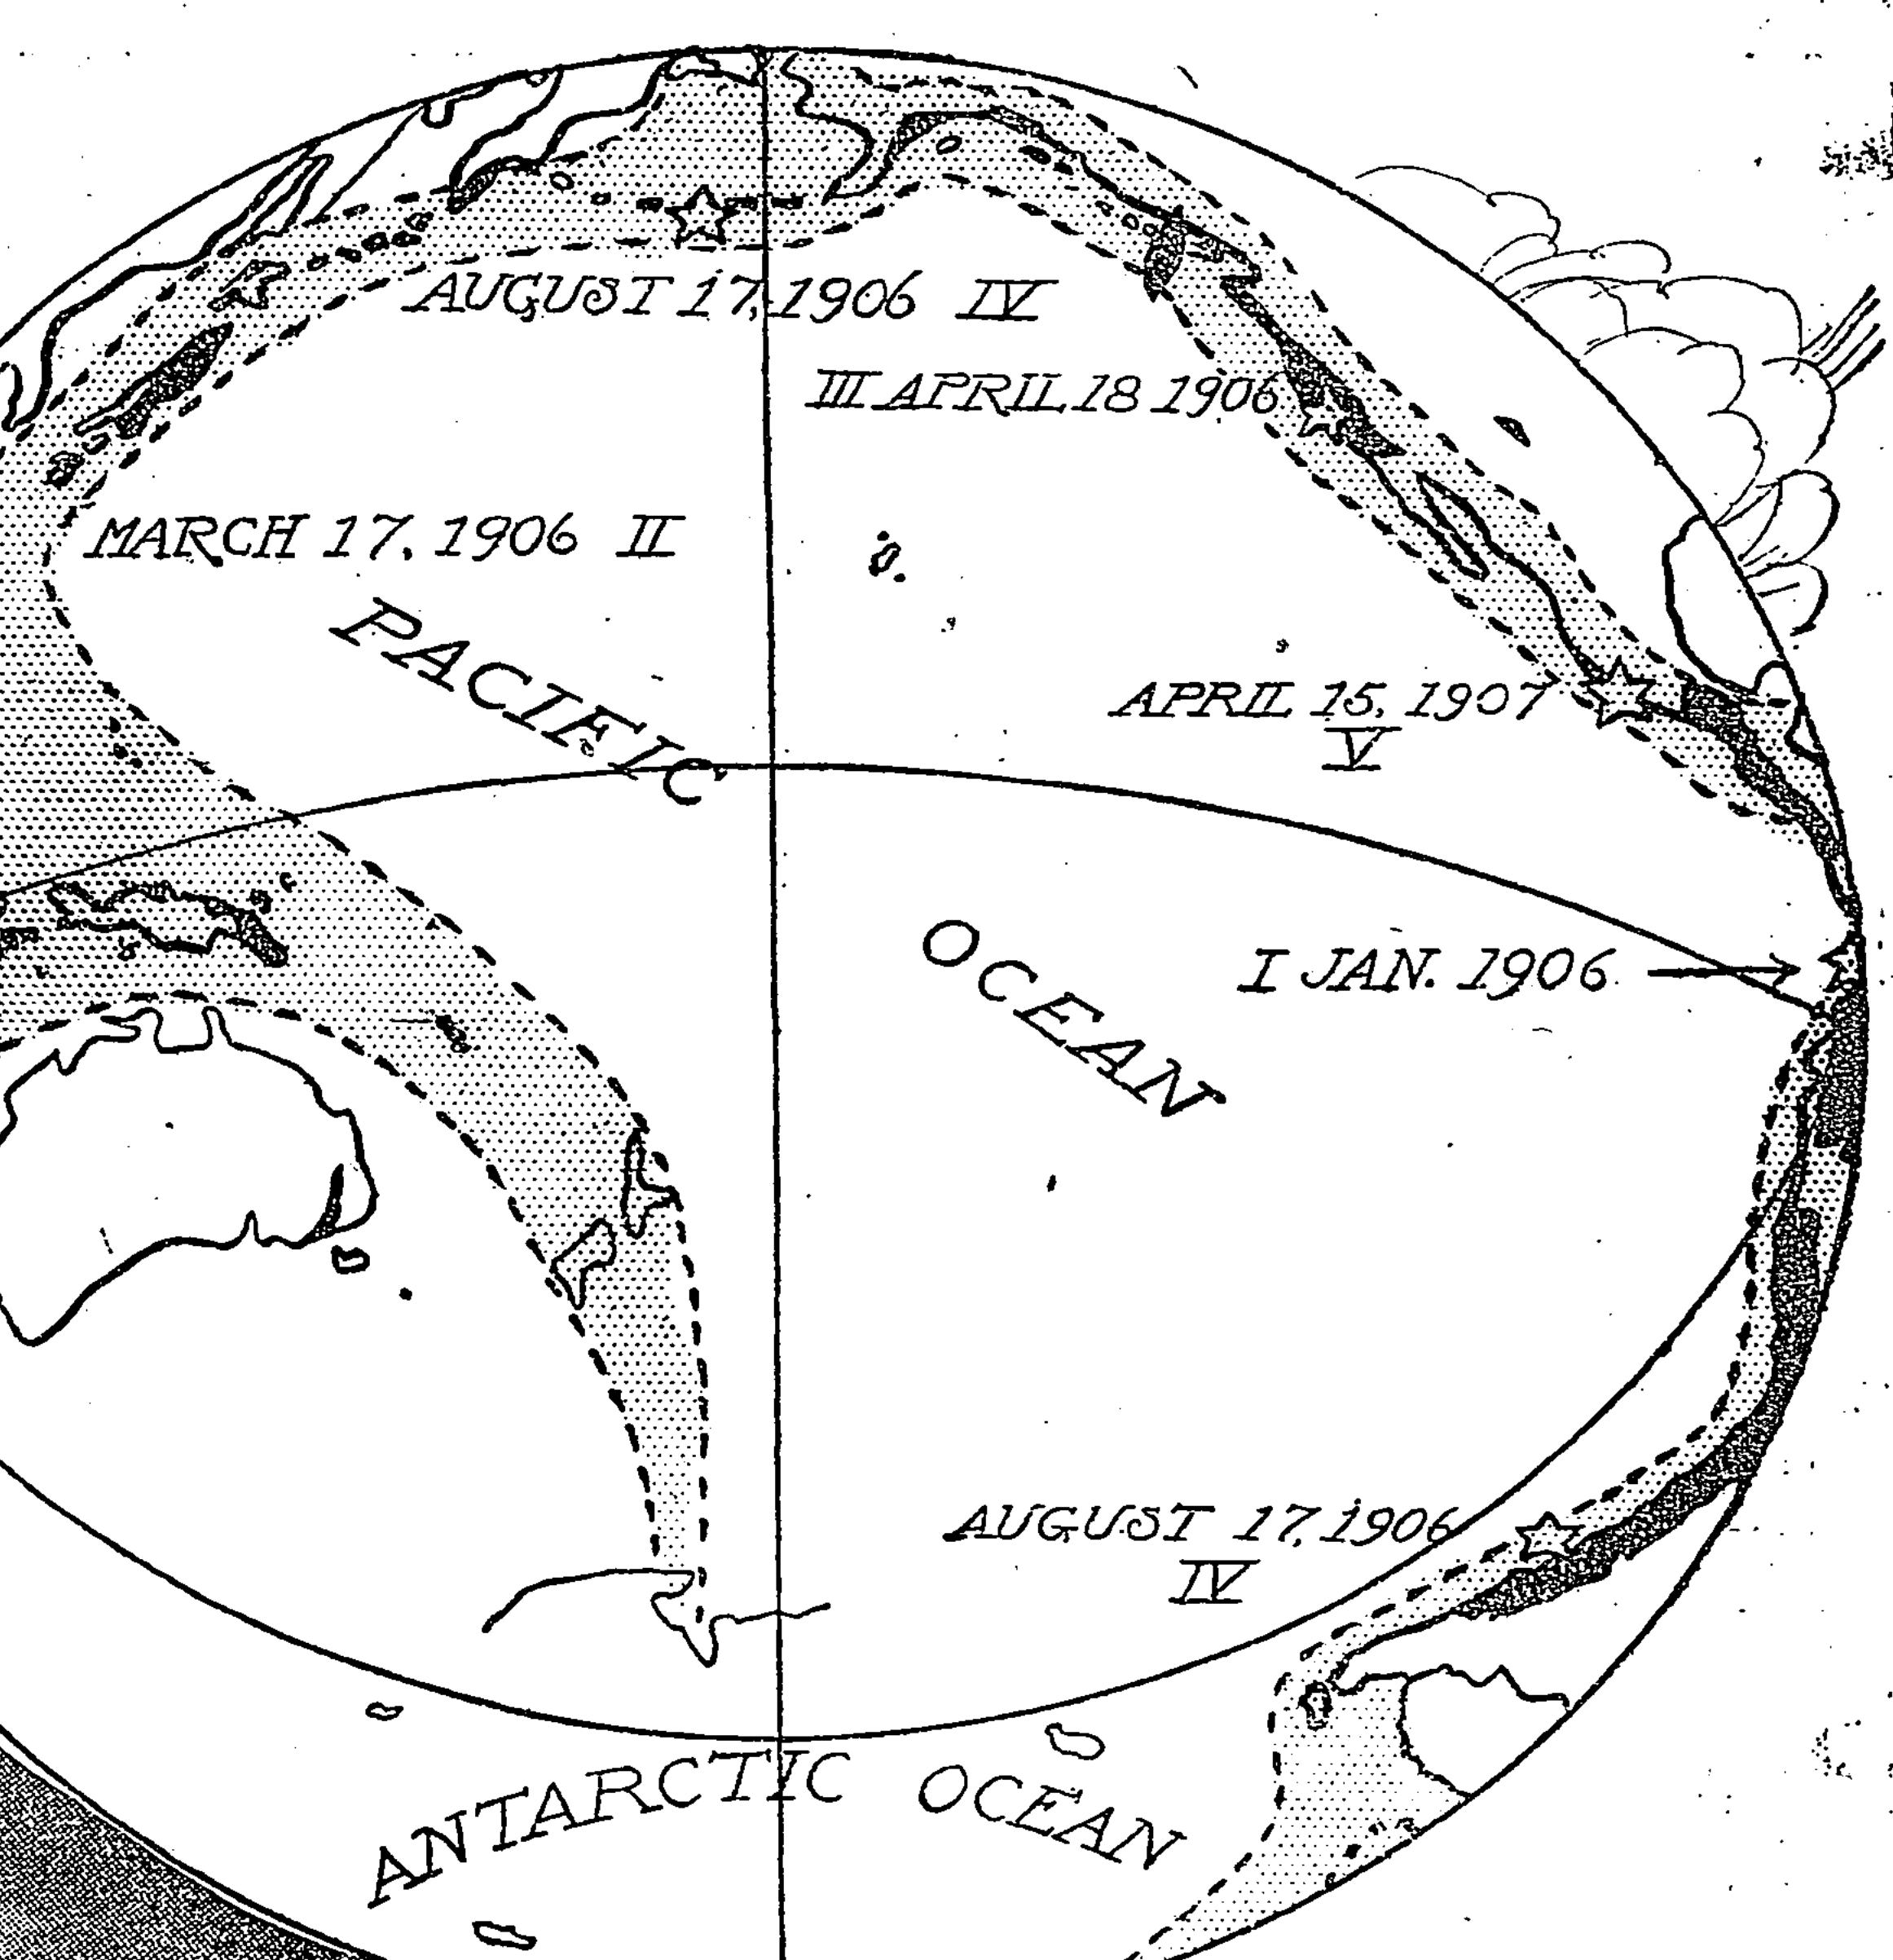 AUGUST 17, 1906 IV
III APRIL 18 1906
MARCH 17, 1906 II
PACIFIC
APRIL 15, 1907
V
OCEAN
I JAN. 1906
AUGUST 17, 1906
IV
ANTARCTIC OCEAN